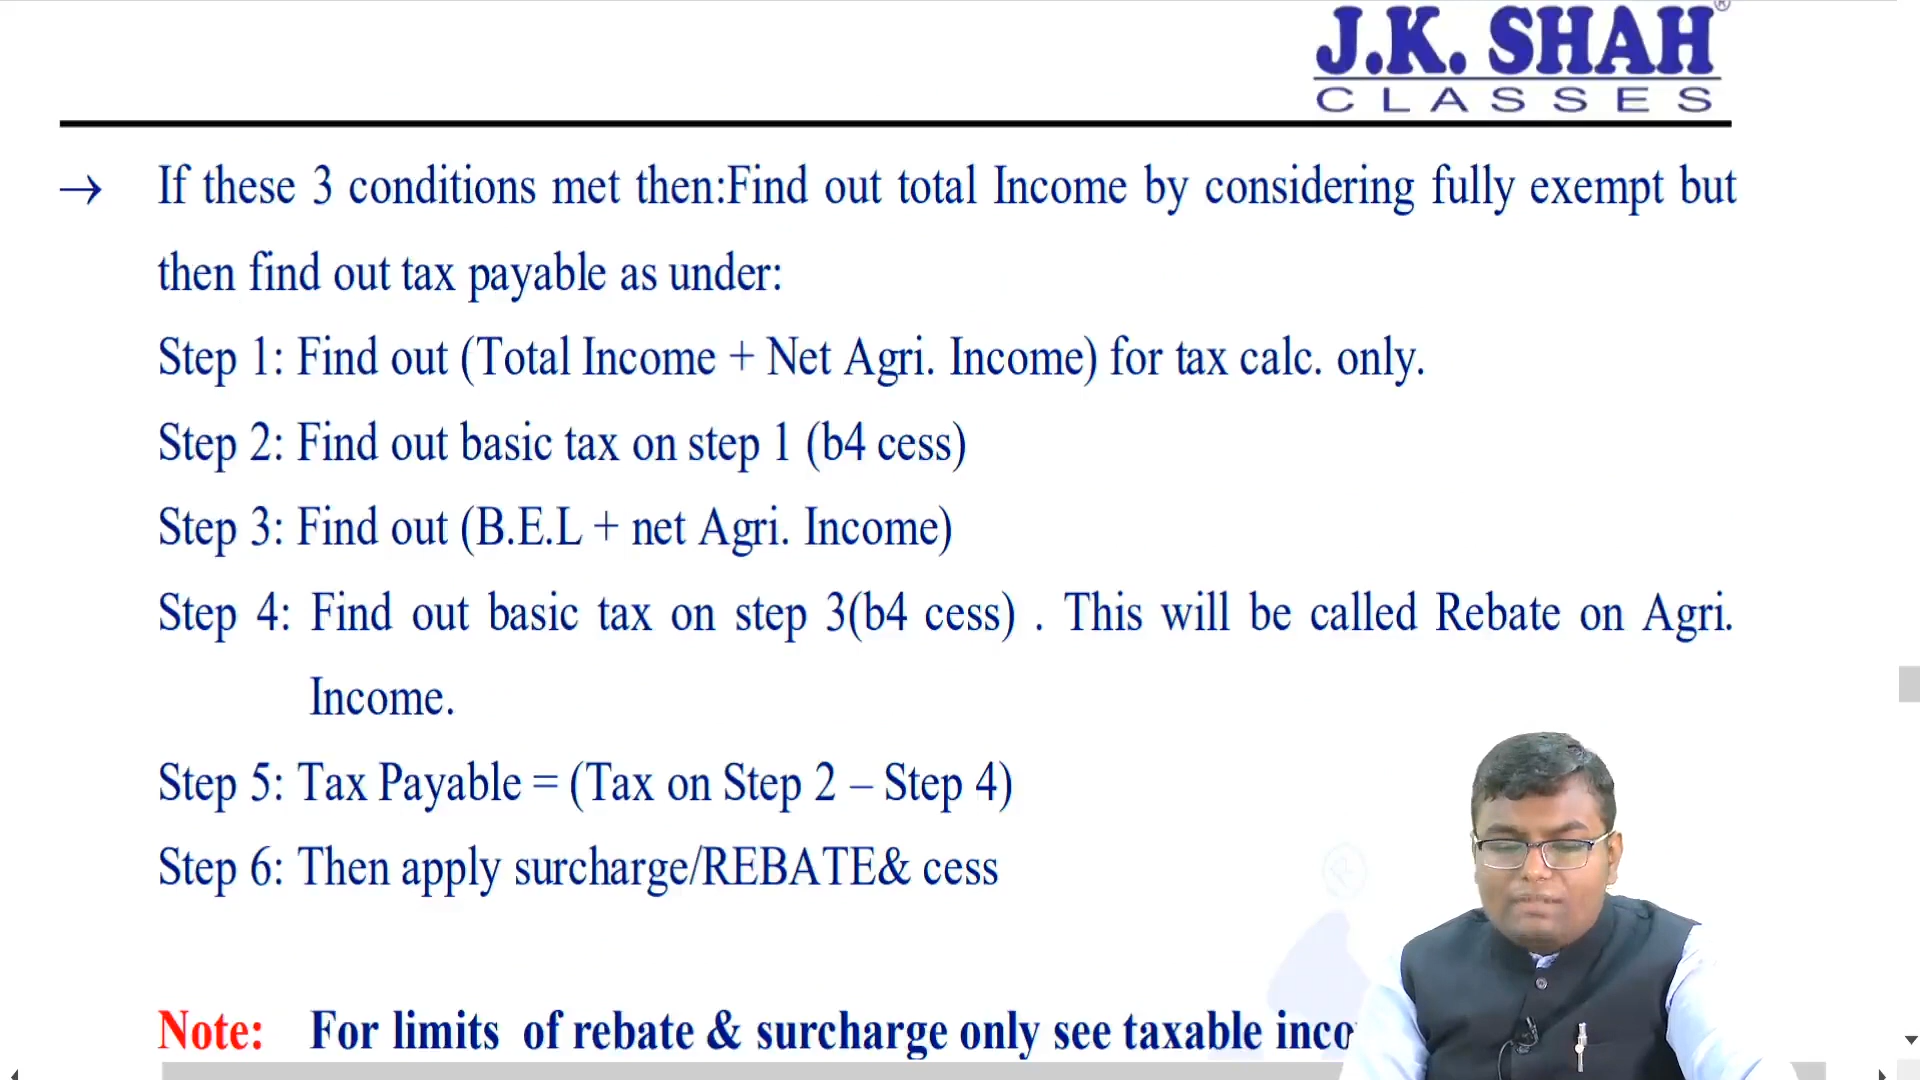 J.K. SHAH®
CLASSES
→ If these 3 conditions met then:Find out total Income by considering fully exempt but
then find out tax payable as under:
Step 1: Find out (Total Income + Net Agri. Income) for tax calc. only.
Step 2: Find out basic tax on step 1 (b4 cess)
Step 3: Find out (B.E.L + net Agri. Income)
Step 4: Find out basic tax on step 3(b4 cess) . This will be called Rebate on Agri.
Income.
Step 5: Tax Payable = (Tax on Step 2 – Step 4)
Step 6: Then apply surcharge/REBATE& cess
Note: For limits of rebate & surcharge only see taxable